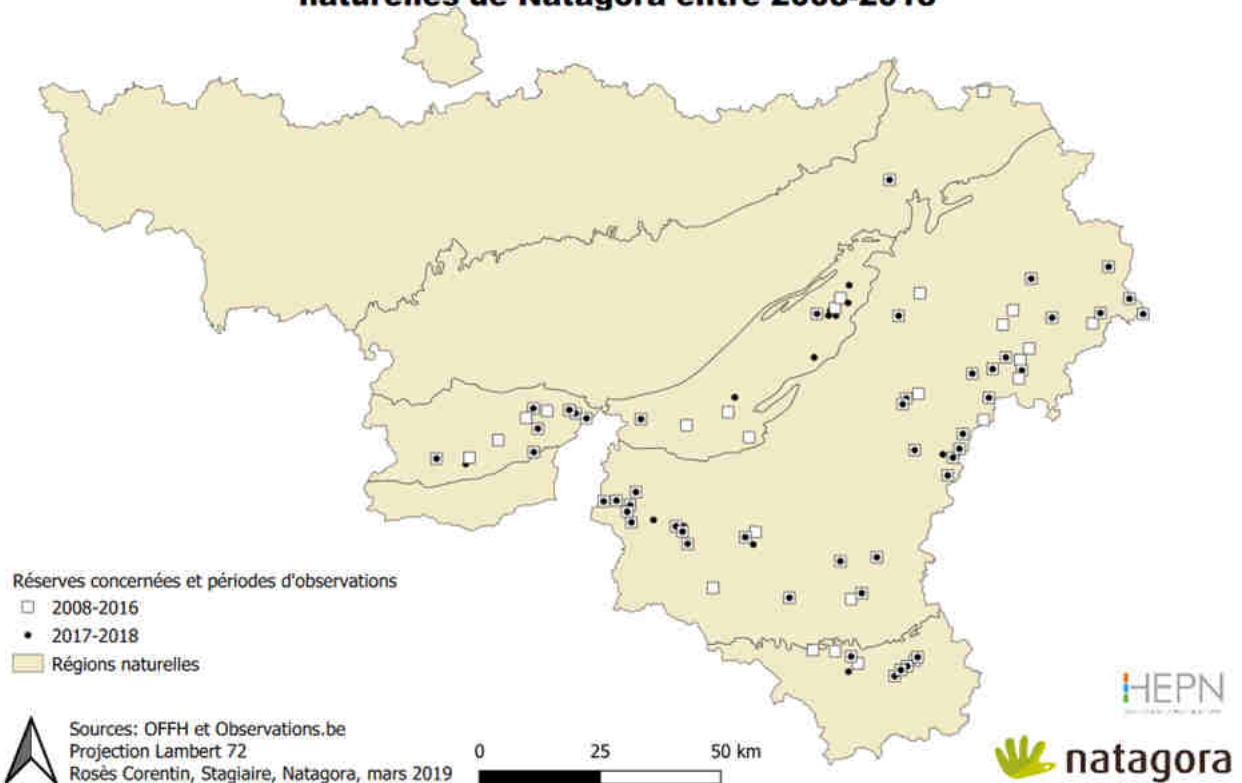 naturelles de Natagora entre 2008-2018
Réserves concernées et périodes d'observations
2008-2016
2017-2018
Régions naturelles
Sources: OFFH et Observations.be
Projection Lambert 72
Rosès Corentin, Stagiaire, Natagora, mars 2019
0 25 50 km
HEPN
natagora